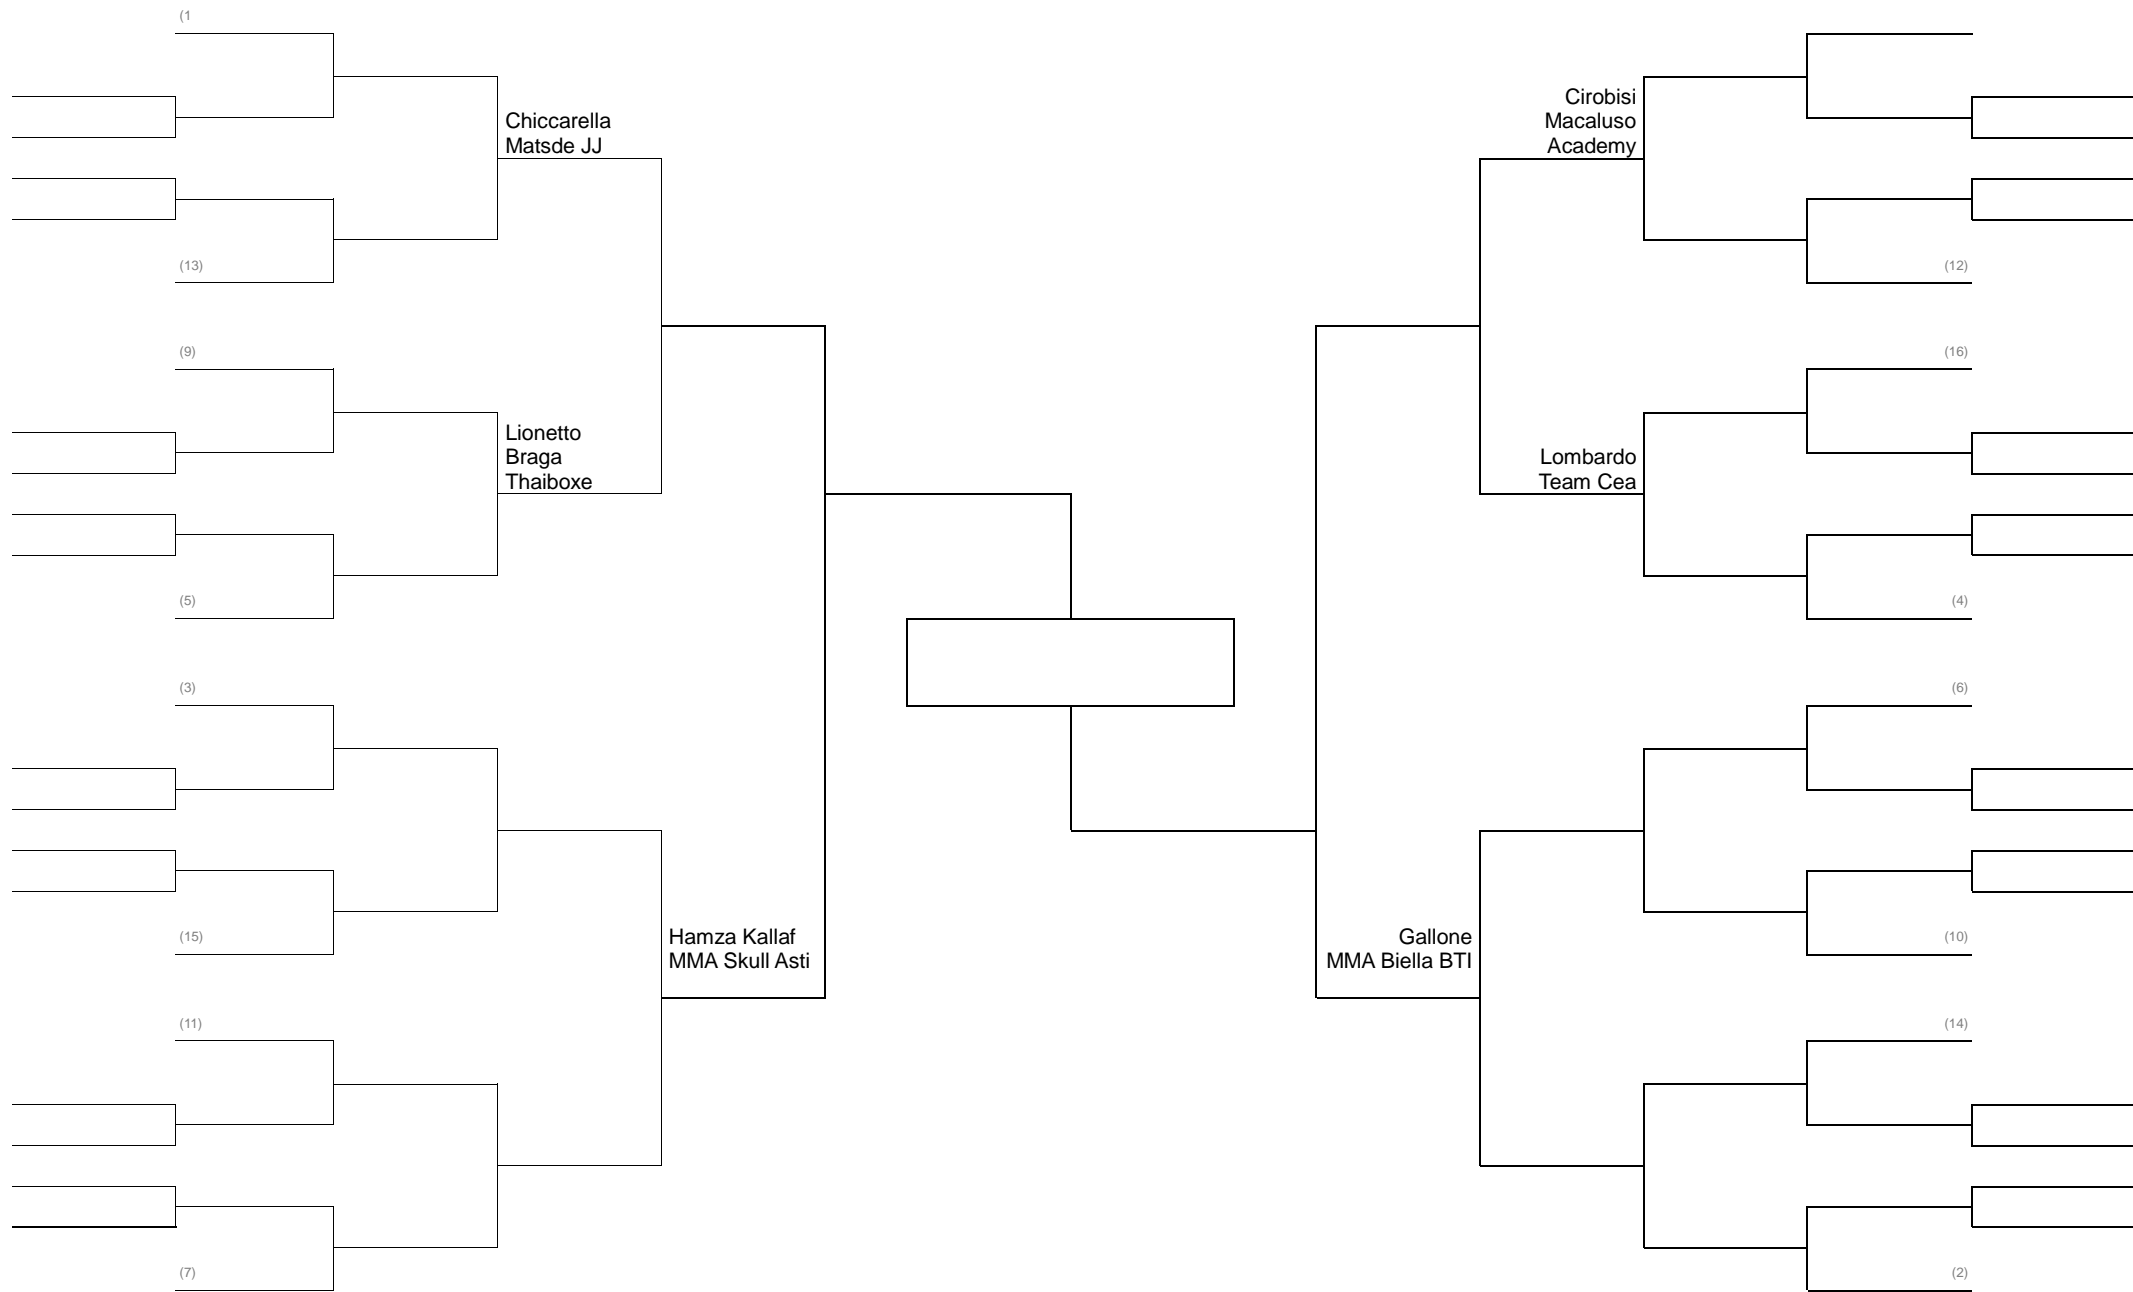 (1
Chiccarella
Matsde JJ
(13)
(9)
Lionetto
Braga
Thaiboxe
(5)
(3)
(15)
Hamza Kallaf
MMA Skull Asti
(11)
(7)
Cirobisi
Macaluso
Academy
(12)
(16)
Lombardo
Team Cea
(4)
(6)
Gallone
MMA Biella BTI
(10)
(14)
(2)